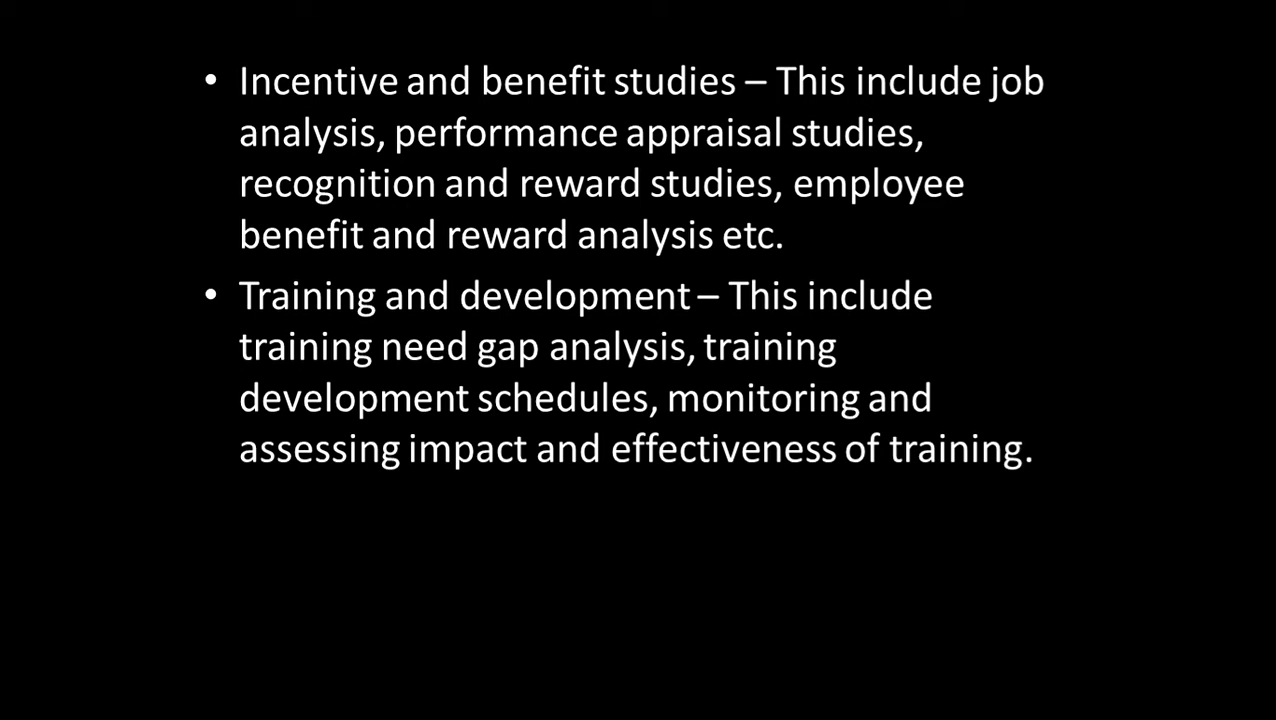 • Incentive and benefit studies – This include job
analysis, performance appraisal studies,
recognition and reward studies, employee
benefit and reward analysis etc.
• Training and development – This include
training need gap analysis, training
development schedules, monitoring and
assessing impact and effectiveness of training.